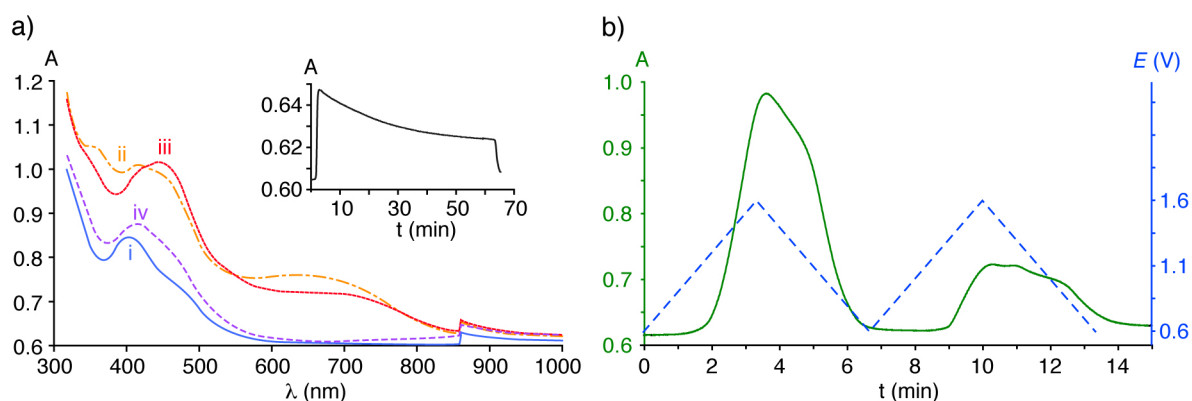 a)
A
1.2
1.1
1.0
0.9
0.8
0.7
0.6
300 400 500 600 700 800 900 1000
λ (nm)
i
ii
iii
iv
A
0.64
0.62
0.60
10 30 50 70
t (min)
b)
A
1.0
0.9
0.8
0.7
0.6
0 2 4 6 8 10 12 14
t (min)
E (V)
1.6
1.1
0.6